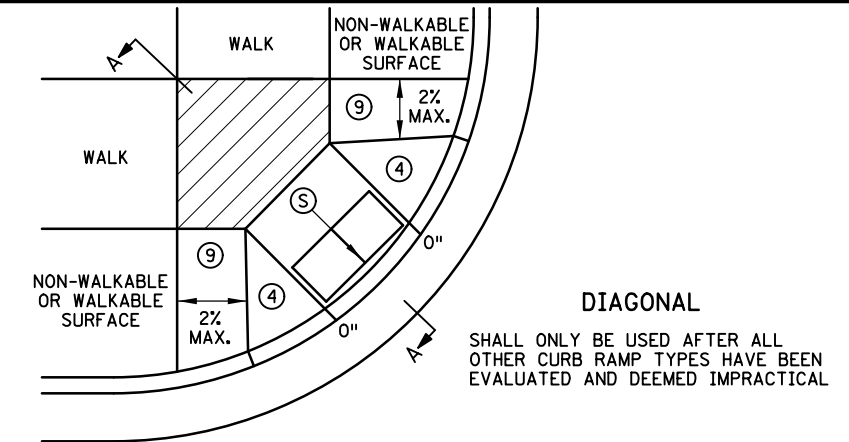 A
WALK
NON-WALKABLE
OR WALKABLE
SURFACE
9
2%
MAX.
WALK
4
S
0"
9
NON-WALKABLE
OR WALKABLE
SURFACE
4
2%
MAX.
0"
A
DIAGONAL
SHALL ONLY BE USED AFTER ALL
OTHER CURB RAMP TYPES HAVE BEEN
EVALUATED AND DEEMED IMPRACTICAL